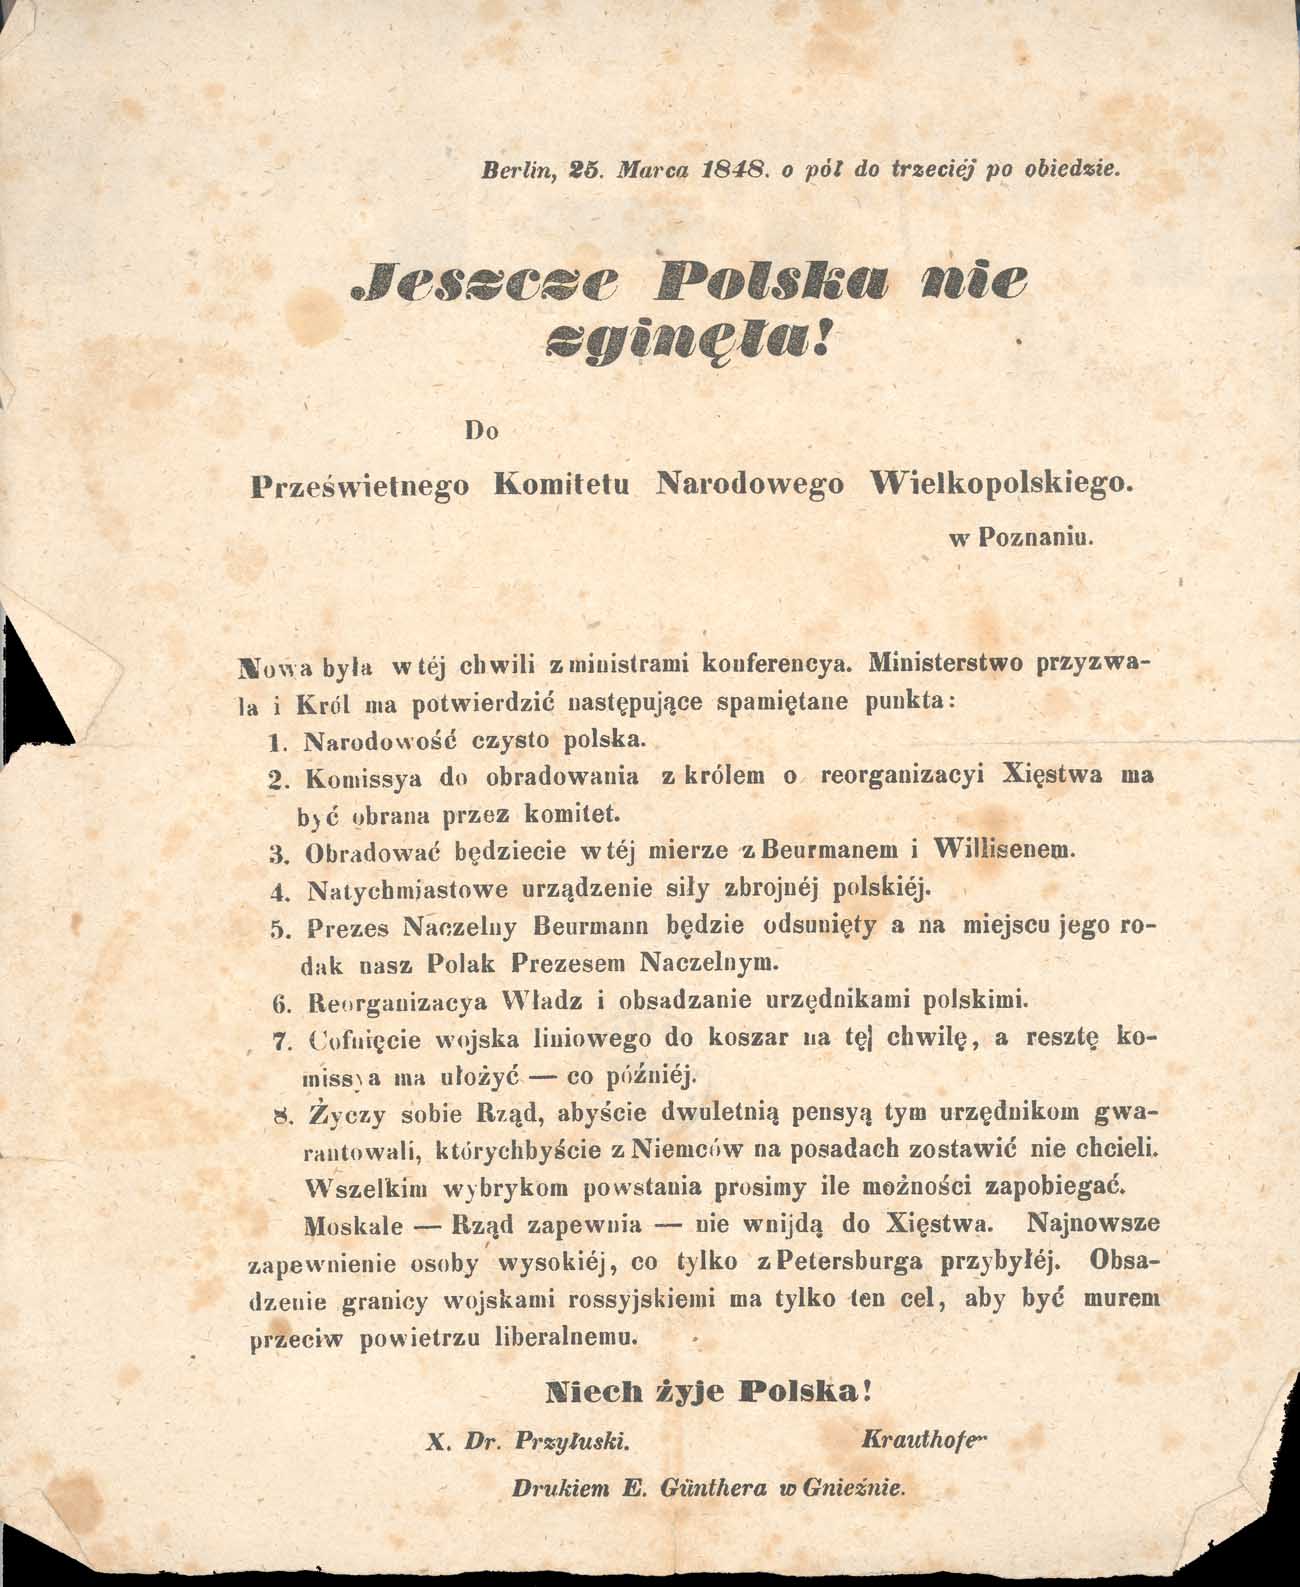 Berlin, 25. Marca 1848. o pół do trzeciéj po obiedzie.
Jeszcze Polska nie
zginęła!
Do
Prześwietnego Komitetu Narodowego Wielkopolskiego.
w Poznaniu.
Nowa była w téj chwili z ministrami konferencya. Ministerstwo przyzwa-
la i Król ma potwierdzić następujące spamiętane punkta:
1. Narodowość czysto polska.
2. Komissya do obradowania z królem o reorganizacyi Xięstwa ma
być obrana przez komitet.
3. Obradować będziecie w téj mierze z Beurmanem i Willisenem.
4. Natychmiastowe urządzenie siły zbrojnéj polskiéj.
5. Prezes Naczelny Beurmann będzie odsunięty a na miejscu jego ro-
dak nasz Polak Prezesem Naczelnym.
6. Reorganizacya Władz i obsadzanie urzędnikami polskimi.
7. Cofnięcie wojska liniowego do koszar na tęj chwilę, a resztę ko-
missya ma ułożyć — co późniéj.
8. Życzy sobie Rząd, abyście dwuletnią pensyą tym urzędnikom gwa-
rantowali, którychbyście z Niemców na posadach zostawić nie chcieli.
Wszelkim wybrykom powstania prosimy ile możności zapobiegać.
Moskale — Rząd zapewnia — nie wnijdą do Xięstwa. Najnowsze
zapewnienie osoby wysokiéj, co tylko z Petersburga przybyłéj. Obsa-
dzenie granicy wojskami rossyjskiemi ma tylko ten cel, aby być murem
przeciw powietrzu liberalnemu.
Niech żyje Polska!
X. Dr. Przyłuski. Krauthofer
Drukiem E. Günthera w Gnieźnie.